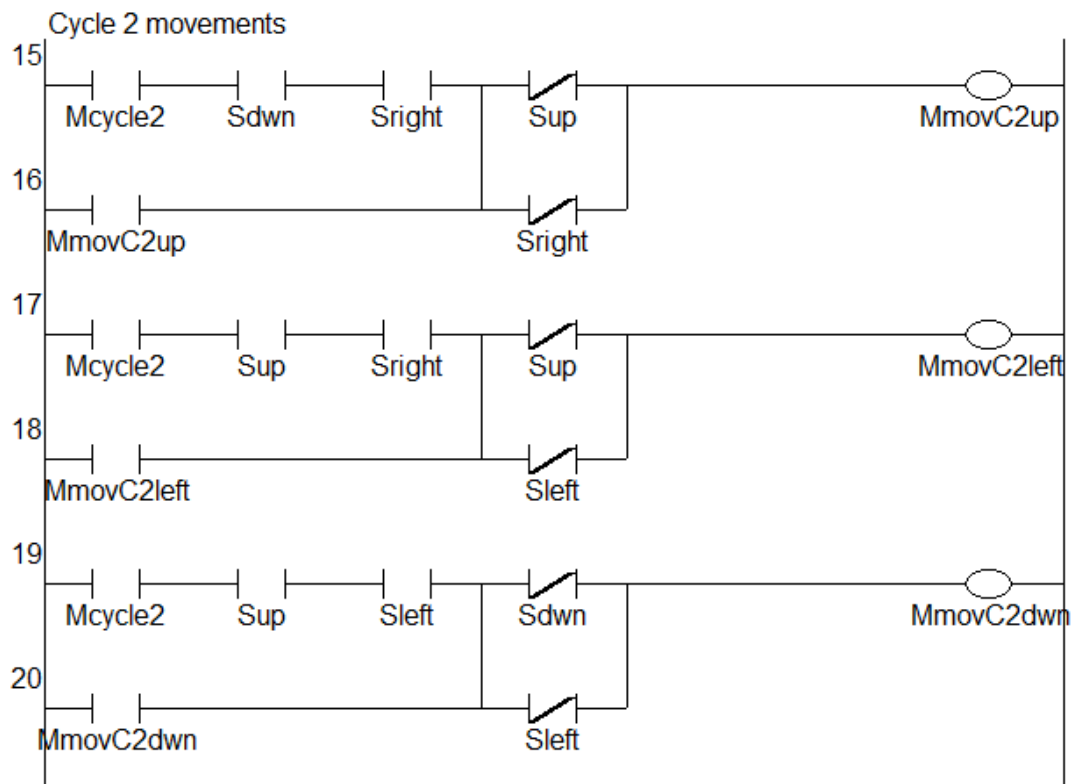 Cycle 2 movements
15
Mcycle2 Sdwn Sright Sup MmovC2up
16
MmovC2up Sright
17
Mcycle2 Sup Sright Sup MmovC2left
18
MmovC2left Sleft
19
Mcycle2 Sup Sleft Sdwn MmovC2dwn
20
MmovC2dwn Sleft